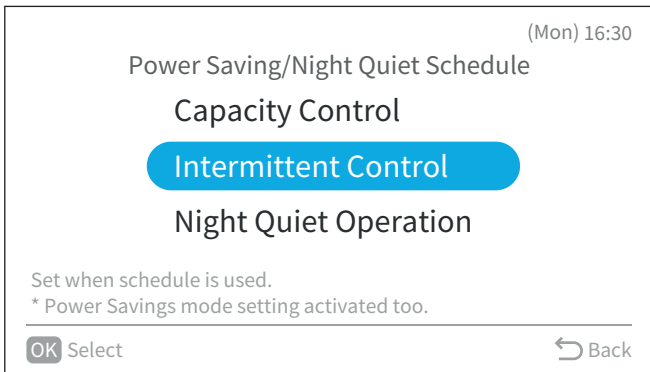 (Mon) 16:30
Power Saving/Night Quiet Schedule
Capacity Control
Intermittent Control
Night Quiet Operation
Set when schedule is used.
* Power Savings mode setting activated too.
OK Select Back